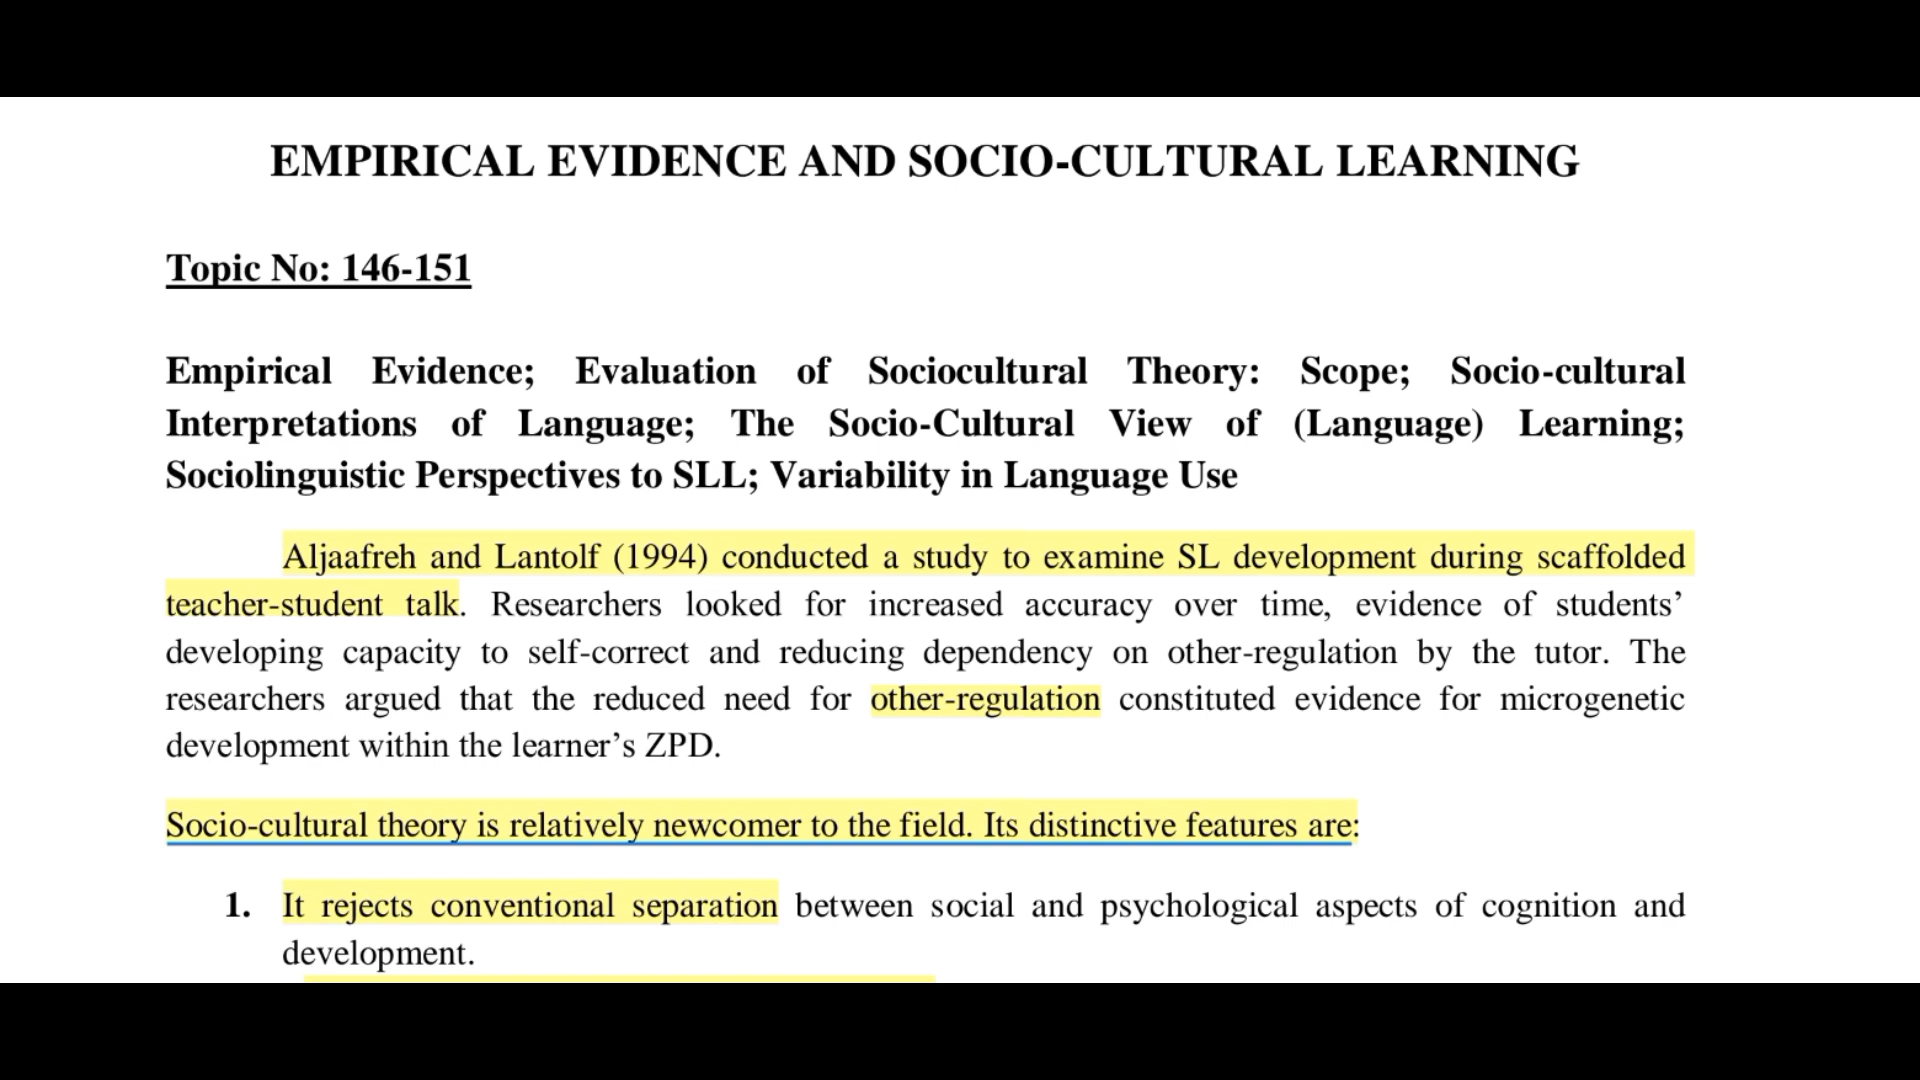 EMPIRICAL EVIDENCE AND SOCIO-CULTURAL LEARNING
Topic No: 146-151
Empirical Evidence; Evaluation of Sociocultural Theory: Scope; Socio-cultural
Interpretations of Language; The Socio-Cultural View of (Language) Learning;
Sociolinguistic Perspectives to SLL; Variability in Language Use
Aljaafreh and Lantolf (1994) conducted a study to examine SL development during scaffolded
teacher-student talk. Researchers looked for increased accuracy over time, evidence of students’
developing capacity to self-correct and reducing dependency on other-regulation by the tutor. The
researchers argued that the reduced need for other-regulation constituted evidence for microgenetic
development within the learner’s ZPD.
Socio-cultural theory is relatively newcomer to the field. Its distinctive features are:
1. It rejects conventional separation between social and psychological aspects of cognition and
development.